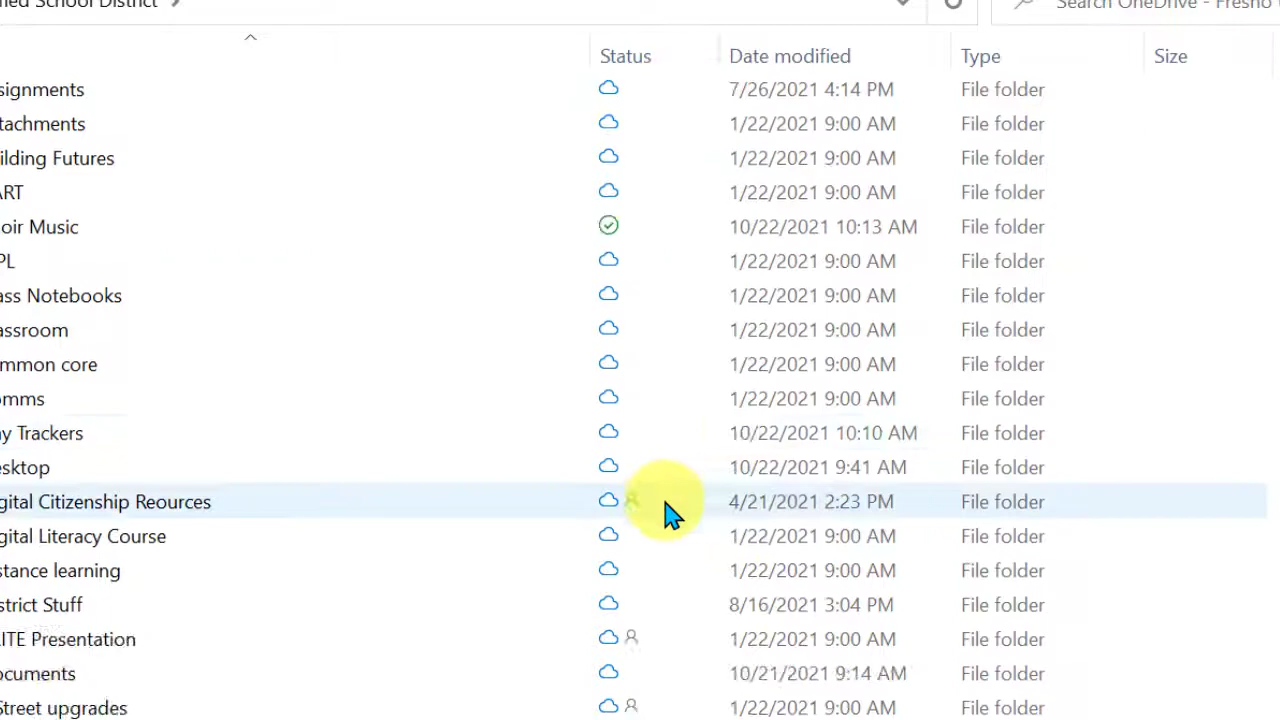 School District
Search OneDrive - Fresno
Status Date modified Type Size
signments 7/26/2021 4:14 PM File folder
tachments 1/22/2021 9:00 AM File folder
ilding Futures 1/22/2021 9:00 AM File folder
ART 1/22/2021 9:00 AM File folder
oir Music 10/22/2021 10:13 AM File folder
PL 1/22/2021 9:00 AM File folder
ass Notebooks 1/22/2021 9:00 AM File folder
assroom 1/22/2021 9:00 AM File folder
mmon core 1/22/2021 9:00 AM File folder
omms 1/22/2021 9:00 AM File folder
y Trackers 10/22/2021 10:10 AM File folder
esktop 10/22/2021 9:41 AM File folder
gital Citizenship Reources 4/21/2021 2:23 PM File folder
gital Literacy Course 1/22/2021 9:00 AM File folder
stance learning 1/22/2021 9:00 AM File folder
strict Stuff 8/16/2021 3:04 PM File folder
ITE Presentation 1/22/2021 9:00 AM File folder
ocuments 10/21/2021 9:14 AM File folder
Street upgrades 1/22/2021 9:00 AM File folder